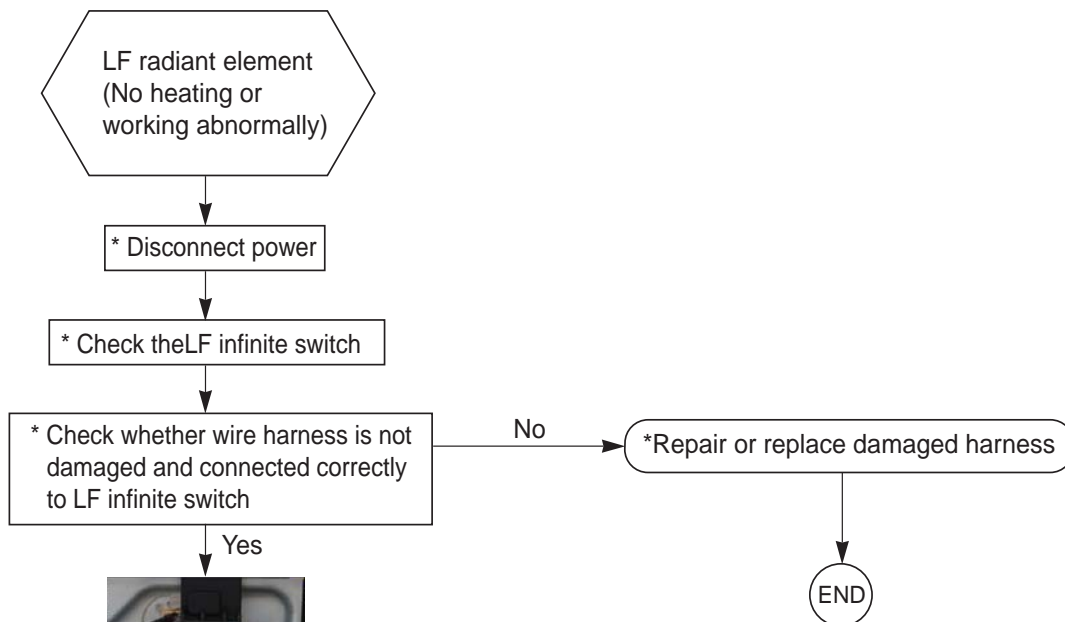 LF radiant element
(No heating or
working abnormally)
* Disconnect power
* Check theLF infinite switch
* Check whether wire harness is not
damaged and connected correctly
to LF infinite switch
No
*Repair or replace damaged harness
Yes
END